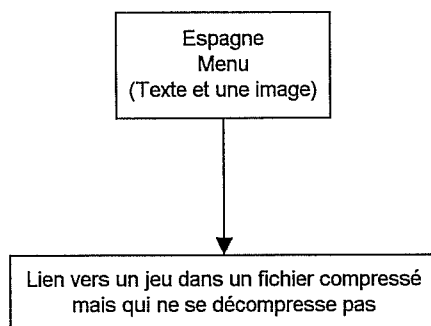 Espagne
Menu
(Texte et une image)
Lien vers un jeu dans un fichier compressé
mais qui ne se décompresse pas